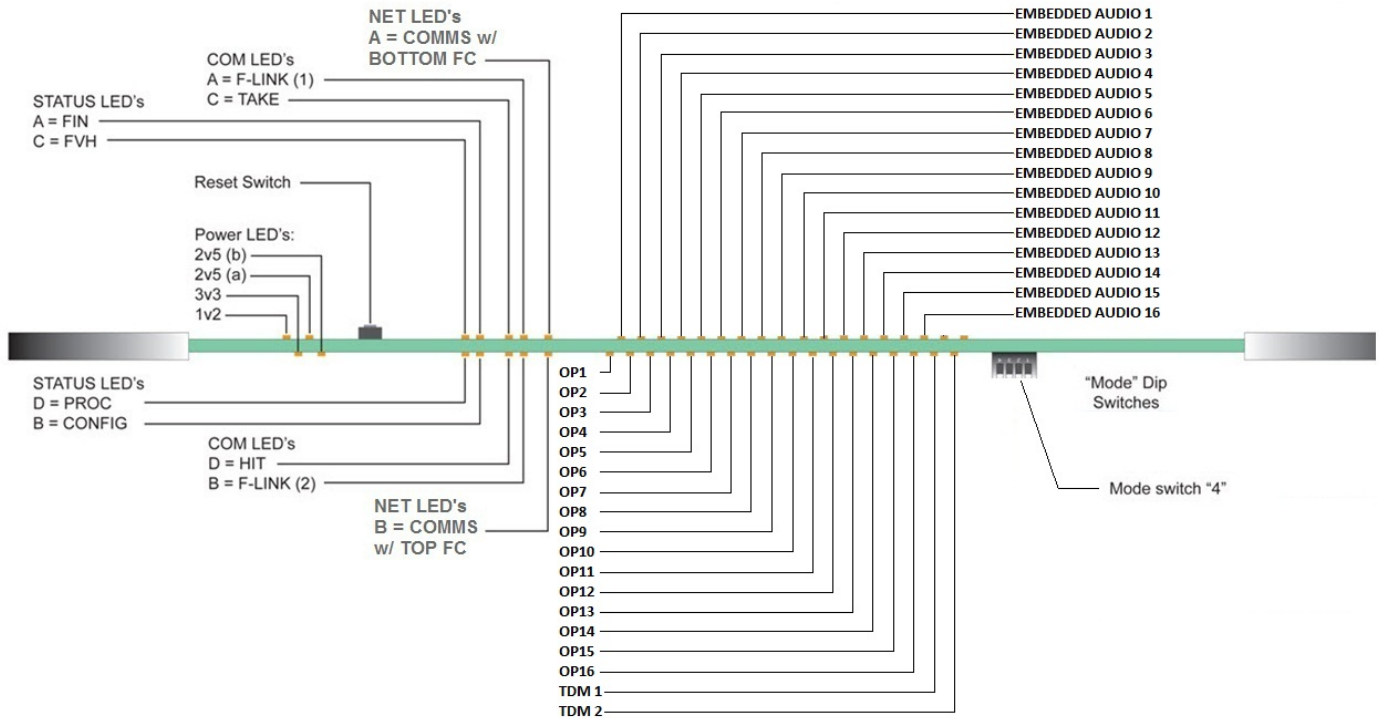 NET LED's
A = COMMS w/
BOTTOM FC
COM LED's
A = F-LINK (1)
C = TAKE
STATUS LED's
A = FIN
C = FVH
Reset Switch
Power LED's:
2v5 (b)
2v5 (a)
3v3
1v2
EMBEDDED AUDIO 1
EMBEDDED AUDIO 2
EMBEDDED AUDIO 3
EMBEDDED AUDIO 4
EMBEDDED AUDIO 5
EMBEDDED AUDIO 6
EMBEDDED AUDIO 7
EMBEDDED AUDIO 8
EMBEDDED AUDIO 9
EMBEDDED AUDIO 10
EMBEDDED AUDIO 11
EMBEDDED AUDIO 12
EMBEDDED AUDIO 13
EMBEDDED AUDIO 14
EMBEDDED AUDIO 15
EMBEDDED AUDIO 16
STATUS LED's
D = PROC
B = CONFIG
COM LED's
D = HIT
B = F-LINK (2)
NET LED's
B = COMMS
w/ TOP FC
OP1
OP2
OP3
OP4
OP5
OP6
OP7
OP8
OP9
OP10
OP11
OP12
OP13
OP14
OP15
OP16
TDM 1
TDM 2
“Mode” Dip
Switches
Mode switch “4”